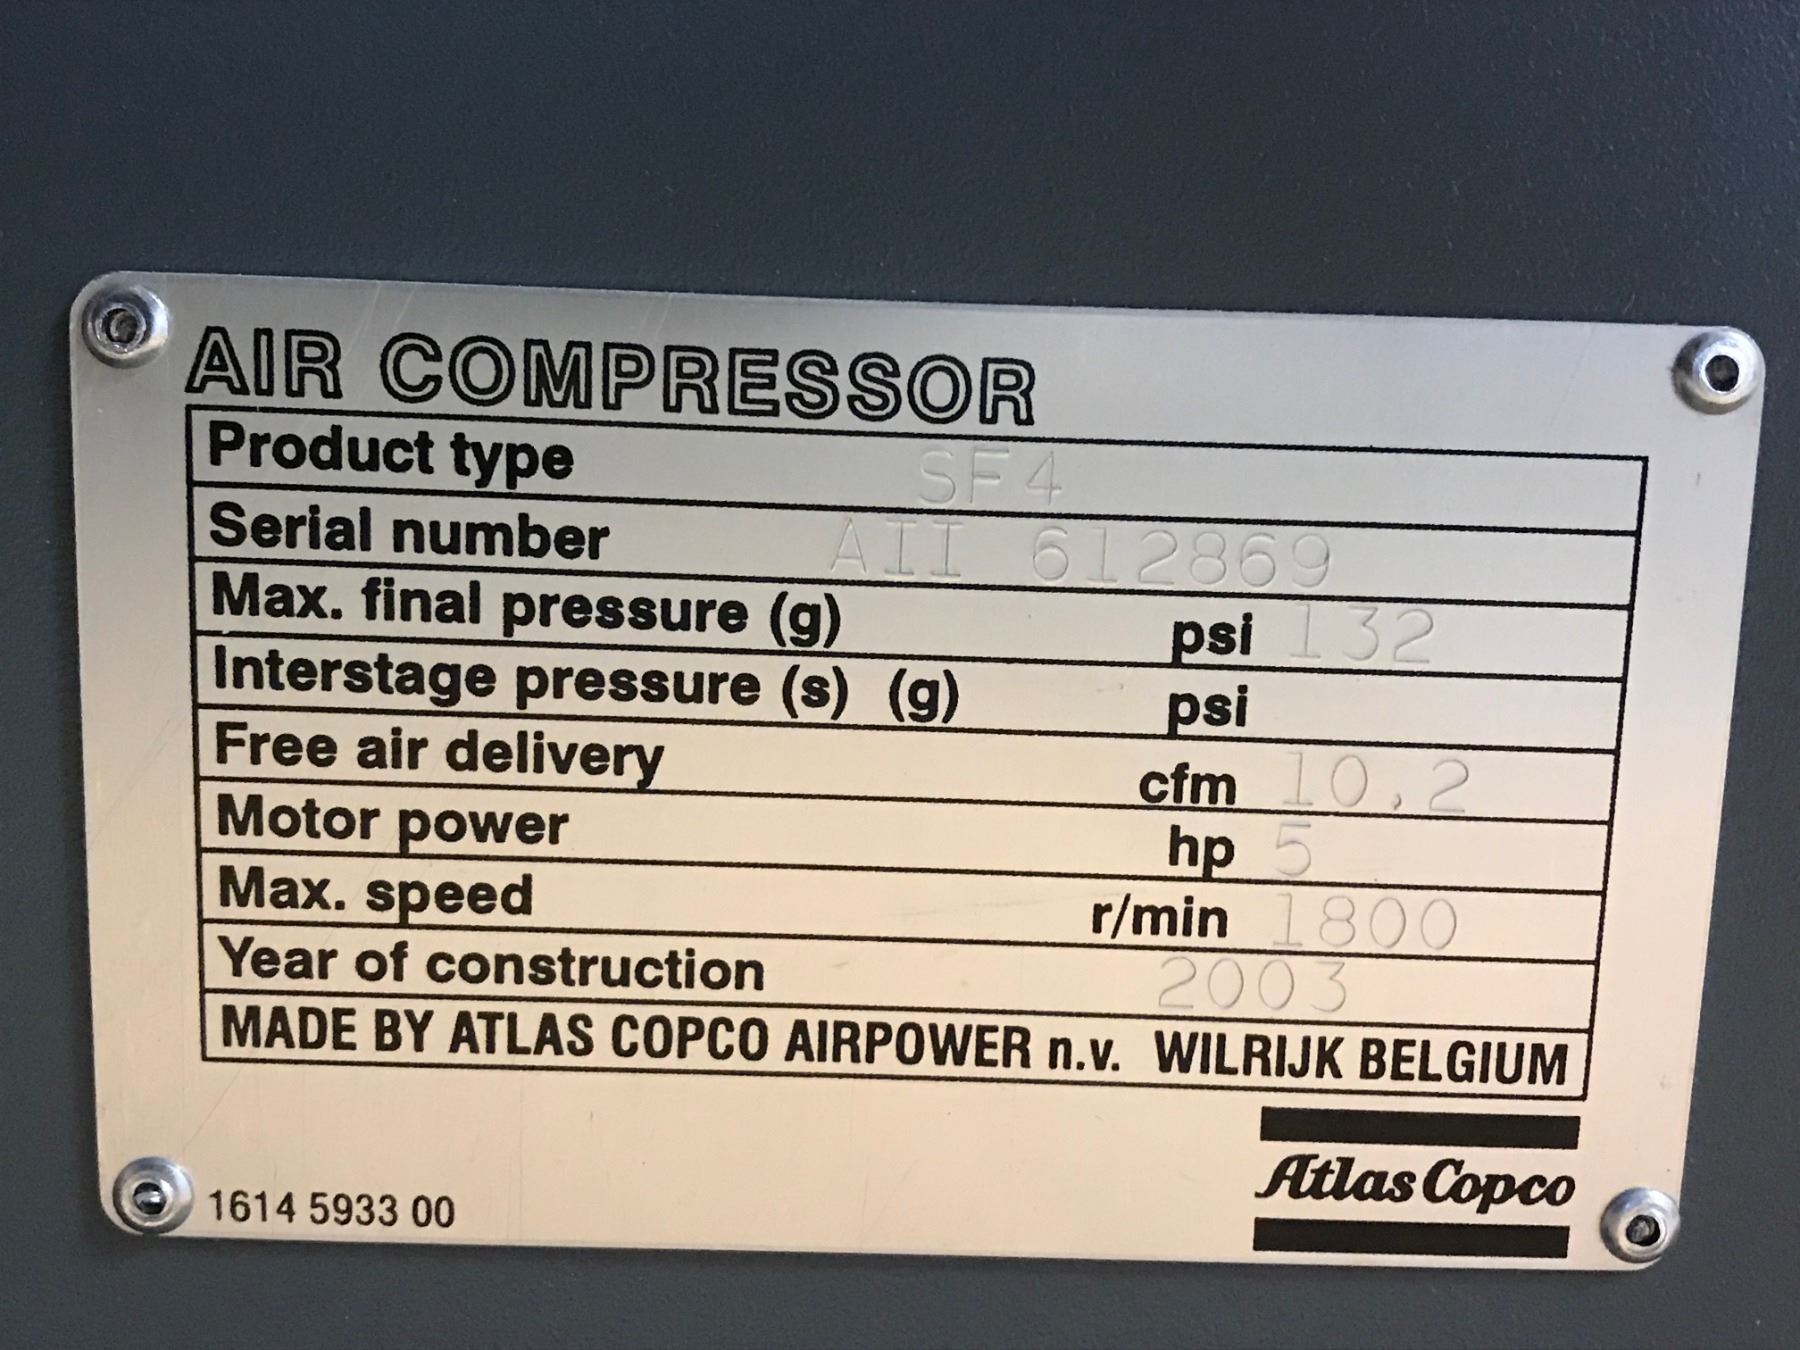 AIR COMPRESSOR
Product type SF4
Serial number AII 612869
Max. final pressure (g) psi 132
Interstage pressure (s) (g) psi
Free air delivery cfm 10.2
Motor power hp 5
Max. speed r/min 1800
Year of construction 2003
MADE BY ATLAS COPCO AIRPOWER n.v. WILRIJK BELGIUM
Atlas Copco
1614 5933 00